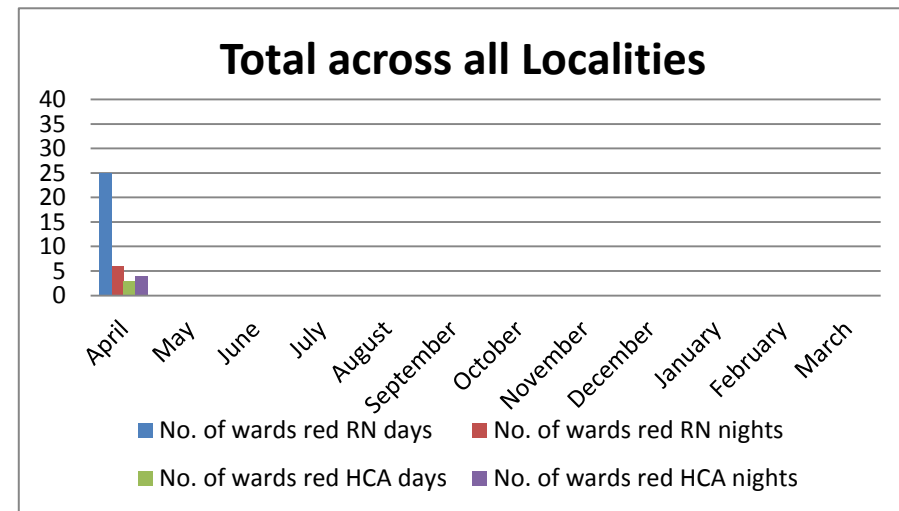 Total across all Localities
40
35
30
25
20
15
10
5
0
April May June July August September October November December January February March
No. of wards red RN days No. of wards red RN nights
No. of wards red HCA days No. of wards red HCA nights